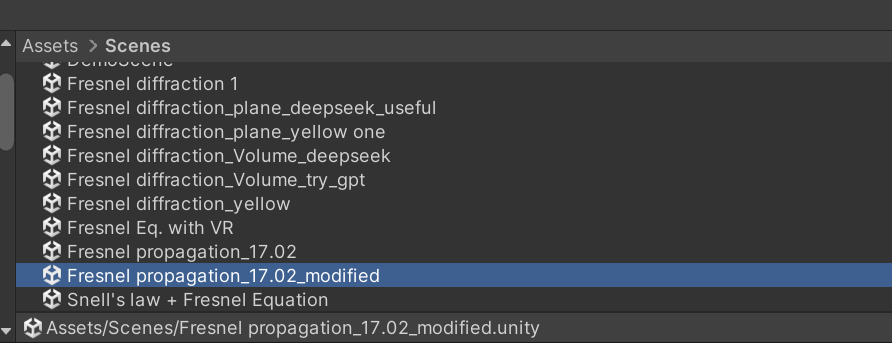 Assets > Scenes
DemoScene
Fresnel diffraction 1
Fresnel diffraction_plane_deepseek_useful
Fresnel diffraction_plane_yellow one
Fresnel diffraction_Volume_deepseek
Fresnel diffraction_Volume_try_gpt
Fresnel diffraction_yellow
Fresnel Eq. with VR
Fresnel propagation_17.02
Fresnel propagation_17.02_modified
Snell's law + Fresnel Equation
Assets/Scenes/Fresnel propagation_17.02_modified.unity